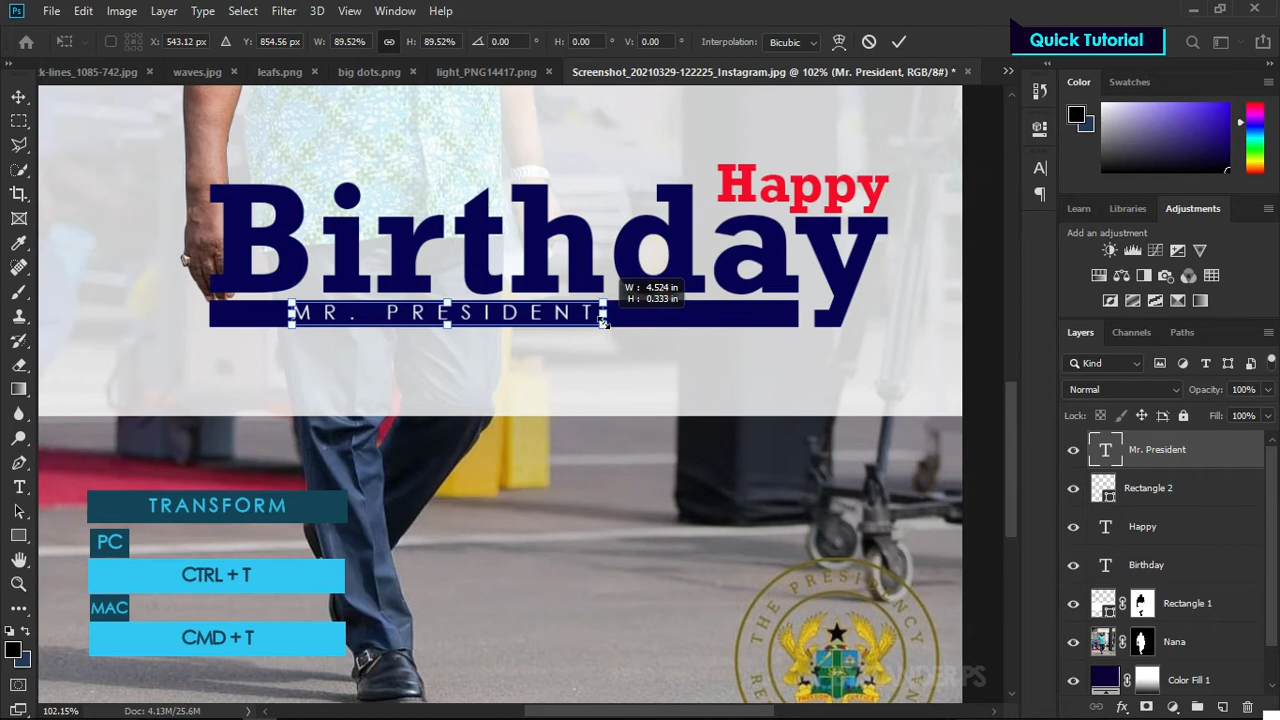 Ps File Edit Image Layer Type Select Filter 3D View Window Help
Quick Tutorial
X: 543.12 px Y: 854.56 px W: 89.52% H: 89.52% 0.00 ° H: 0.00 ° V: 0.00 ° Interpolation: Bicubic
ck-lines_1085-742.jpg × waves.jpg × leafs.png × big dots.png × light_PNG14417.png × Screenshot_20210329-122225_Instagram.jpg @ 102% (Mr. President, RGB/8#) * ×
Color Swatches
Happy
Birthday
MR. PRESIDENT
W: 4.524 in
H: 0.333 in
Learn Libraries Adjustments
Add an adjustment
Layers Channels Paths
Kind
Normal Opacity: 100%
Lock: Fill: 100%
Mr. President
Rectangle 2
Happy
Birthday
Rectangle 1
Nana
Color Fill 1
TRANSFORM
PC
CTRL + T
MAC
CMD + T
THE PRESIDENCY
102.15% Doc: 4.13M/25.6M